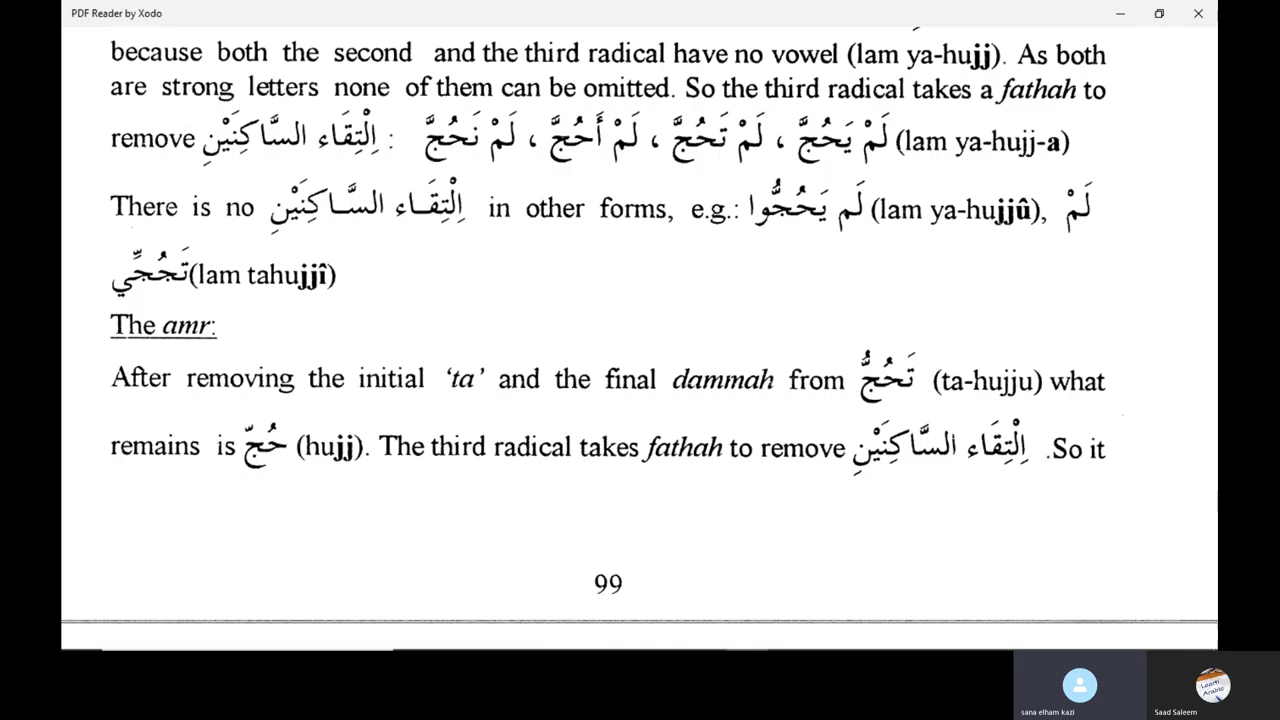 PDF Reader by Xodo
because both the second and the third radical have no vowel (lam ya-hujj). As both
are strong letters none of them can be omitted. So the third radical takes a fathah to
remove اِلْتِقَاء السَّاكِنَيْنِ : لَمْ يَحُجَّ ، لَمْ تَحُجَّ ، لَمْ أَحُجَّ ، لَمْ نَحُجَّ (lam ya-hujj-a)
There is no اِلْتِقَـاء السَّـاكِنَيْنِ in other forms, e.g.: لَم يَحُجُّوا (lam ya-hujjû), لَمْ
تَحُجِّي (lam tahujjî)
The amr:
After removing the initial ‘ta’ and the final dammah from تَحُجُّ (ta-hujju) what
remains is حُجّ (hujj). The third radical takes fathah to remove اِلْتِقَاء السَّاكِنَيْنِ .So it
99
sana elham kazi
Learn Arabic
Saad Saleem